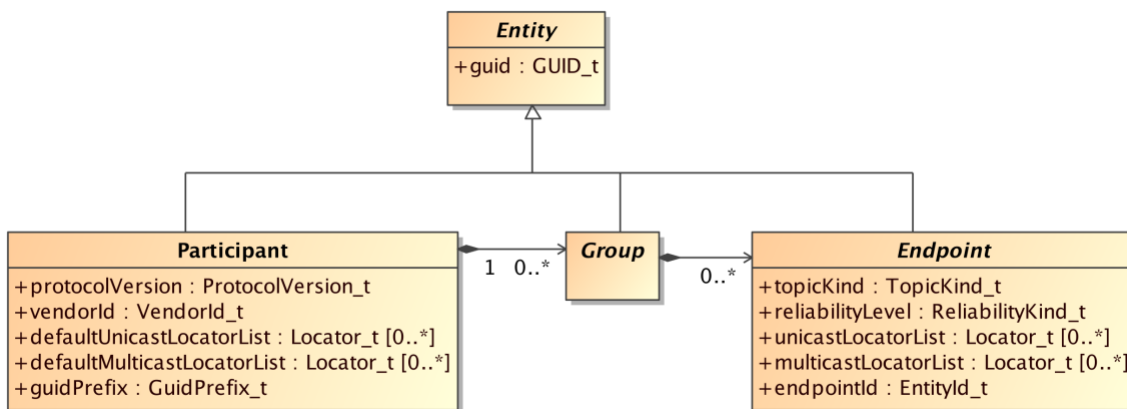 Entity
+guid : GUID_t
Participant
+protocolVersion : ProtocolVersion_t
+vendorId : VendorId_t
+defaultUnicastLocatorList : Locator_t [0..*]
+defaultMulticastLocatorList : Locator_t [0..*]
+guidPrefix : GuidPrefix_t
1 0..*
Group
0..*
Endpoint
+topicKind : TopicKind_t
+reliabilityLevel : ReliabilityKind_t
+unicastLocatorList : Locator_t [0..*]
+multicastLocatorList : Locator_t [0..*]
+endpointId : EntityId_t